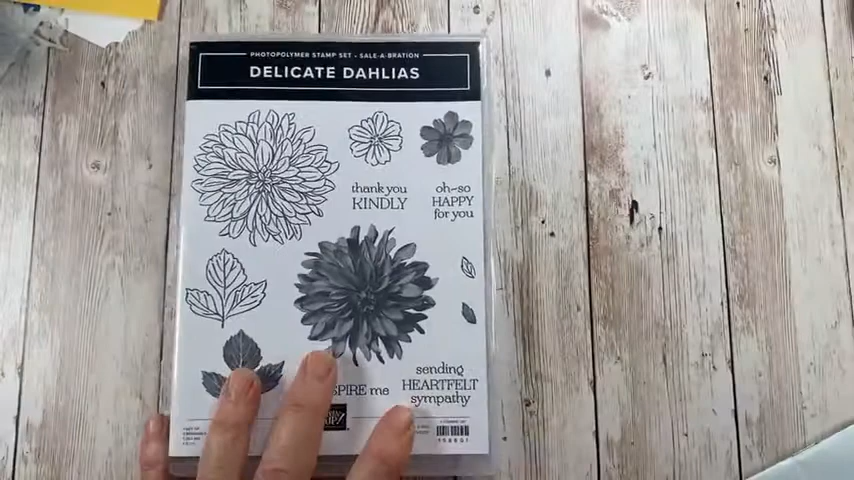 PHOTOPOLYMER STAMP SET • SALE-A-BRATION
DELICATE DAHLIAS
thank you
KINDLY
oh-so
HAPPY
for you
me
sending
HEARTFELT
sympathy